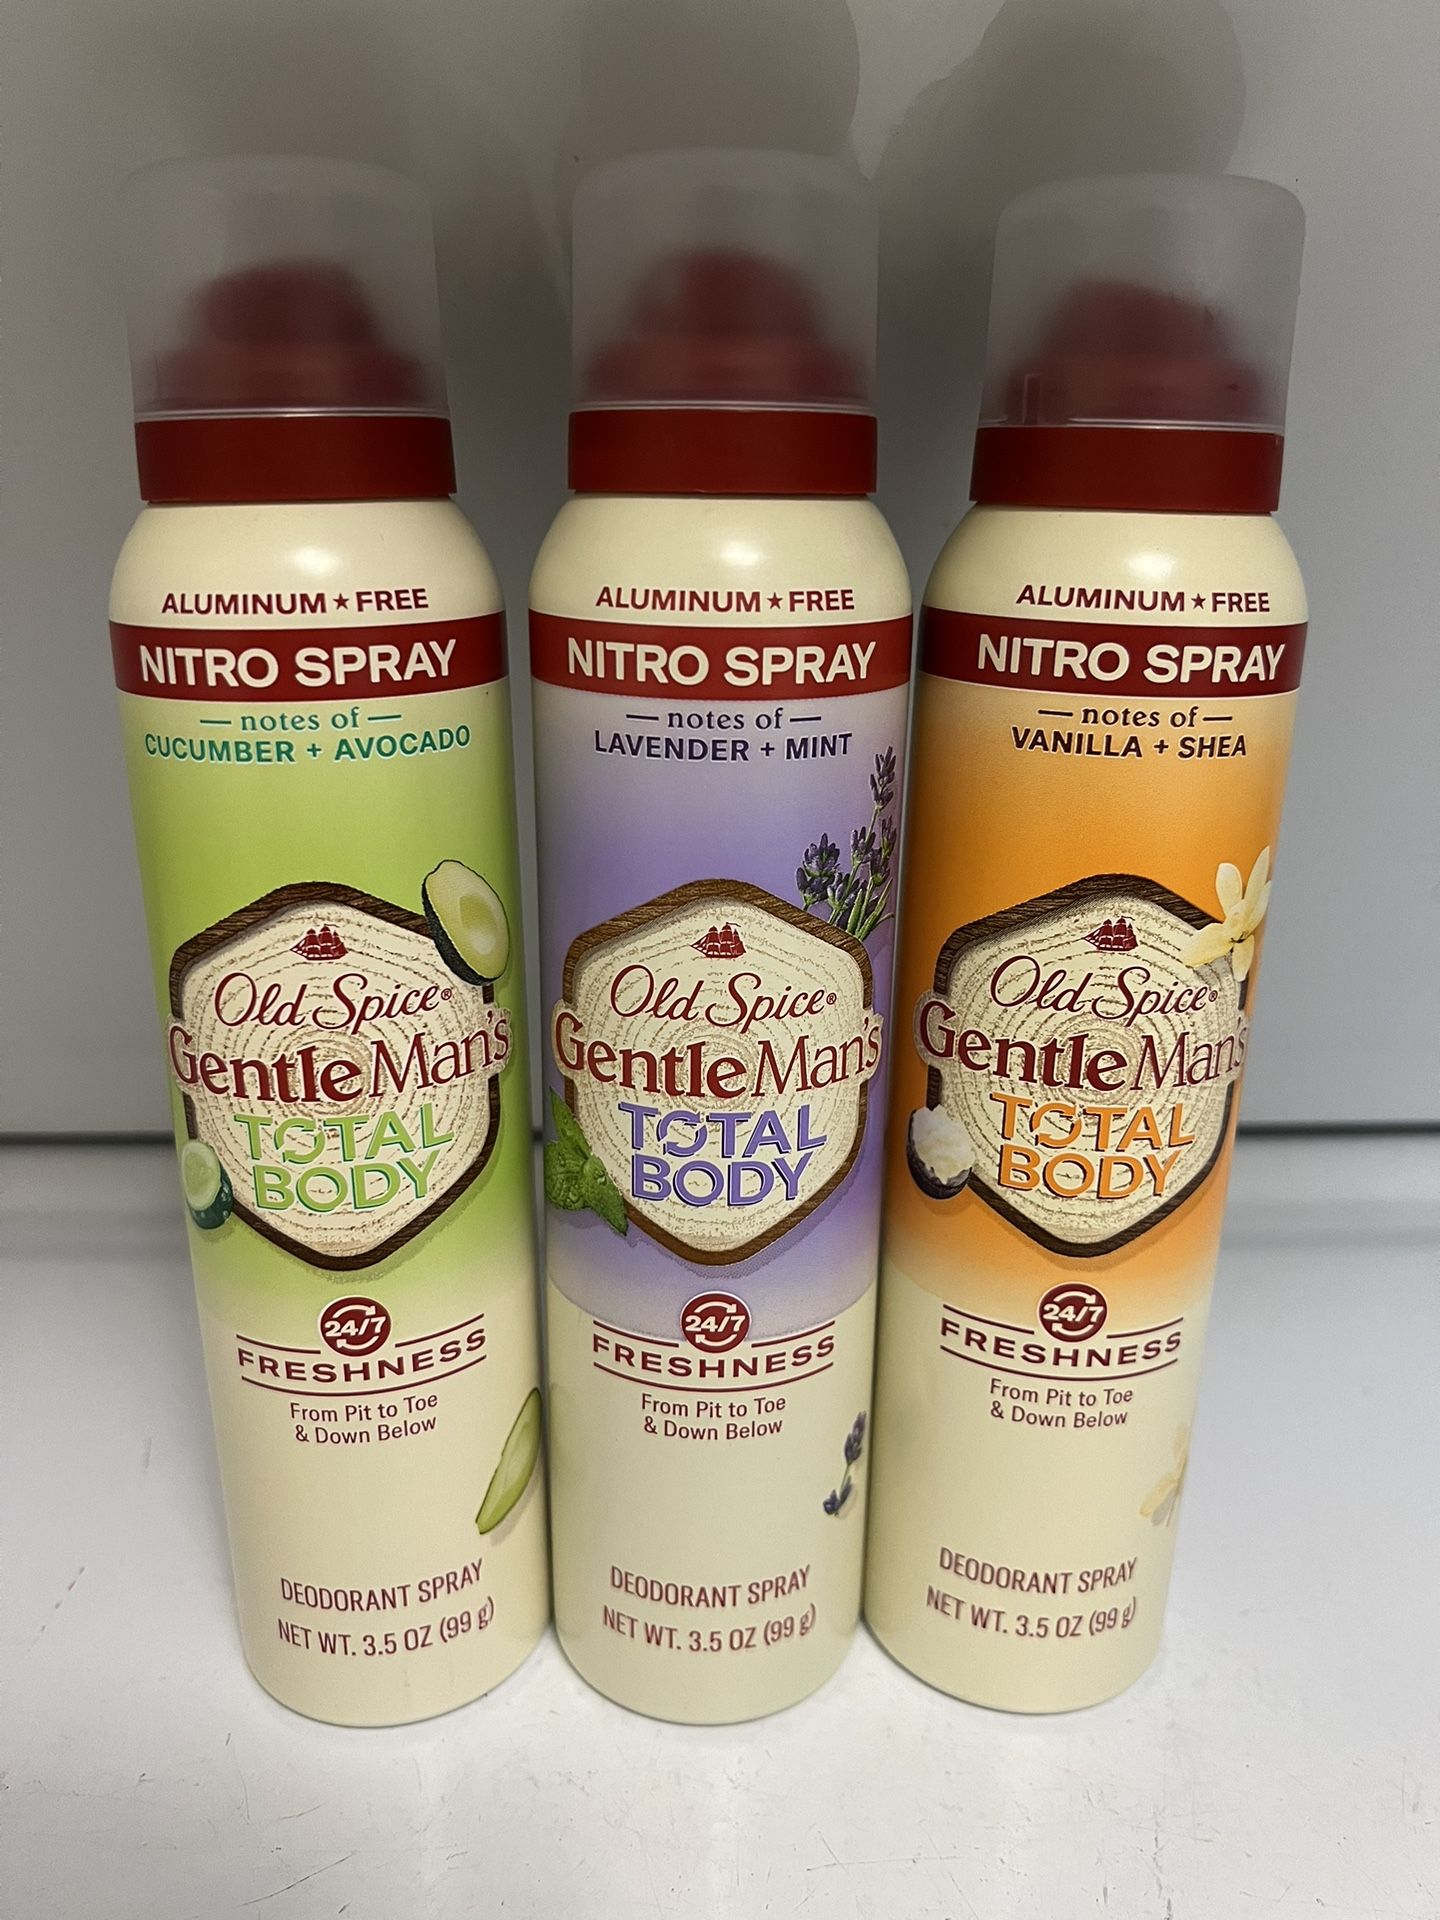 ALUMINUM ★ FREE
NITRO SPRAY
— notes of —
CUCUMBER + AVOCADO
Old Spice®
GentleMan's
TOTAL
BODY
24/7
FRESHNESS
From Pit to Toe
& Down Below
DEODORANT SPRAY
NET WT. 3.5 OZ (99 g)
ALUMINUM ★ FREE
NITRO SPRAY
— notes of —
LAVENDER + MINT
Old Spice®
GentleMan's
TOTAL
BODY
24/7
FRESHNESS
From Pit to Toe
& Down Below
DEODORANT SPRAY
NET WT. 3.5 OZ (99 g)
ALUMINUM ★ FREE
NITRO SPRAY
— notes of —
VANILLA + SHEA
Old Spice®
GentleMan's
TOTAL
BODY
24/7
FRESHNESS
From Pit to Toe
& Down Below
DEODORANT SPRAY
NET WT. 3.5 OZ (99 g)